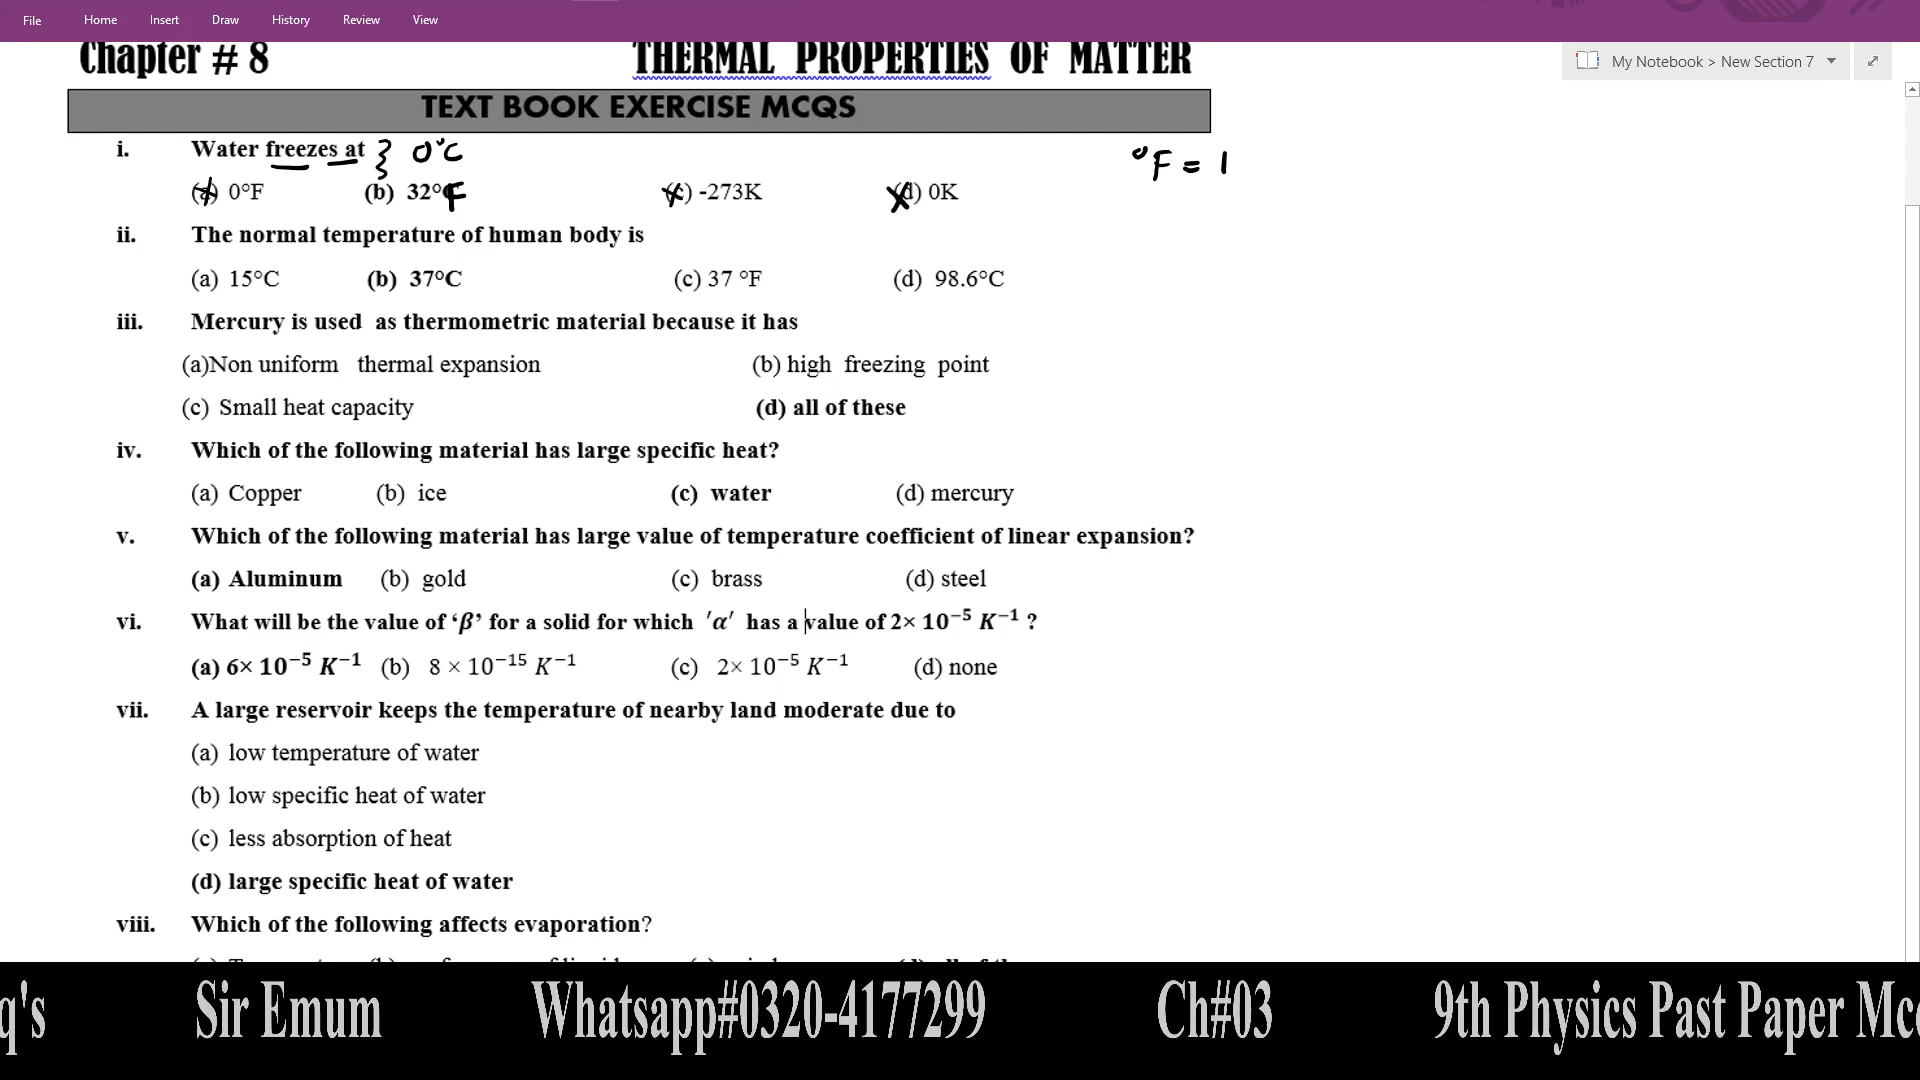 File Home Insert Draw History Review View
Chapter # 8 THERMAL PROPERTIES OF MATTER
My Notebook > New Section 7
TEXT BOOK EXERCISE MCQS
i. Water freezes at } 0°C
°F = 1
(a) 0°F (b) 32°F (c) -273K (d) 0K
ii. The normal temperature of human body is
(a) 15°C (b) 37°C (c) 37 °F (d) 98.6°C
iii. Mercury is used as thermometric material because it has
(a)Non uniform thermal expansion (b) high freezing point
(c) Small heat capacity (d) all of these
iv. Which of the following material has large specific heat?
(a) Copper (b) ice (c) water (d) mercury
v. Which of the following material has large value of temperature coefficient of linear expansion?
(a) Aluminum (b) gold (c) brass (d) steel
vi. What will be the value of ‘β’ for a solid for which ′α′ has a value of 2× 10⁻⁵ K⁻¹ ?
(a) 6× 10⁻⁵ K⁻¹ (b) 8 × 10⁻¹⁵ K⁻¹ (c) 2× 10⁻⁵ K⁻¹ (d) none
vii. A large reservoir keeps the temperature of nearby land moderate due to
(a) low temperature of water
(b) low specific heat of water
(c) less absorption of heat
(d) large specific heat of water
viii. Which of the following affects evaporation?
q's Sir Emum Whatsapp#0320-4177299 Ch#03 9th Physics Past Paper Mc